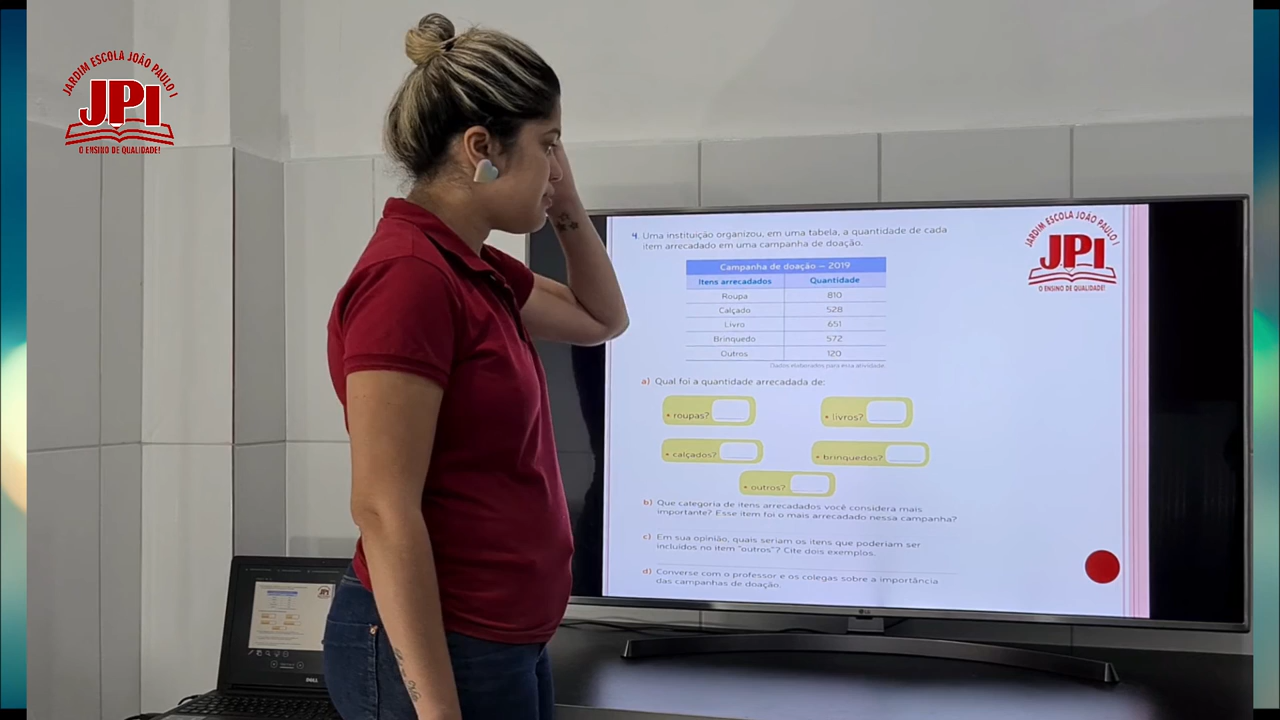 JARDIM ESCOLA JOÃO PAULO I
JPI
O ENSINO DE QUALIDADE!
JARDIM ESCOLA JOÃO PAULO I
JPI
O ENSINO DE QUALIDADE!
4. Uma instituição organizou, em uma tabela, a quantidade de cada
item arrecadado em uma campanha de doação.
Campanha de doação – 2019
Itens arrecadados Quantidade
Roupa 810
Calçado 528
Livro 651
Brinquedo 572
Outros 120
Dados elaborados para essa atividade.
a) Qual foi a quantidade arrecadada de:
• roupas? • livros?
• calçados? • brinquedos?
• outros?
b) Que categoria de itens arrecadados você considera mais
importante? Esse item foi o mais arrecadado nessa campanha?
c) Em sua opinião, quais seriam os itens que poderiam ser
incluídos no item "outros"? Cite dois exemplos.
d) Converse com o professor e os colegas sobre a importância
das campanhas de doação.
LG
DELL